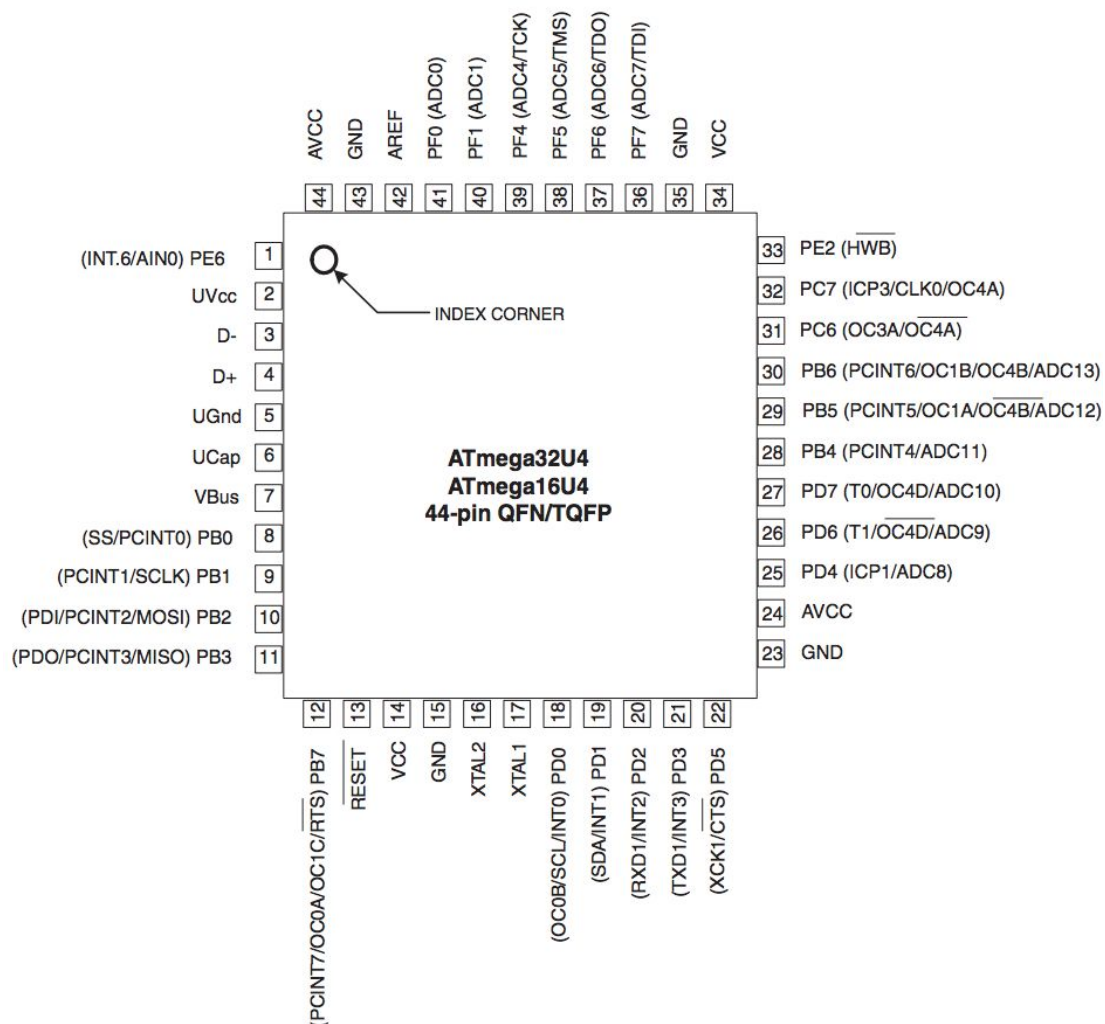 AVCC
GND
AREF
PF0 (ADC0)
PF1 (ADC1)
PF4 (ADC4/TCK)
PF5 (ADC5/TMS)
PF6 (ADC6/TDO)
PF7 (ADC7/TDI)
GND
VCC
44
43
42
41
40
39
38
37
36
35
34
(INT.6/AIN0) PE6 1
UVcc 2
D- 3
D+ 4
UGnd 5
UCap 6
VBus 7
(SS/PCINT0) PB0 8
(PCINT1/SCLK) PB1 9
(PDI/PCINT2/MOSI) PB2 10
(PDO/PCINT3/MISO) PB3 11
INDEX CORNER
ATmega32U4
ATmega16U4
44-pin QFN/TQFP
33 PE2 (HWB)
32 PC7 (ICP3/CLK0/OC4A)
31 PC6 (OC3A/OC4A)
30 PB6 (PCINT6/OC1B/OC4B/ADC13)
29 PB5 (PCINT5/OC1A/OC4B/ADC12)
28 PB4 (PCINT4/ADC11)
27 PD7 (T0/OC4D/ADC10)
26 PD6 (T1/OC4D/ADC9)
25 PD4 (ICP1/ADC8)
24 AVCC
23 GND
12
13
14
15
16
17
18
19
20
21
22
(PCINT7/OC0A/OC1C/RTS) PB7
RESET
VCC
GND
XTAL2
XTAL1
(OC0B/SCL/INT0) PD0
(SDA/INT1) PD1
(RXD1/INT2) PD2
(TXD1/INT3) PD3
(XCK1/CTS) PD5